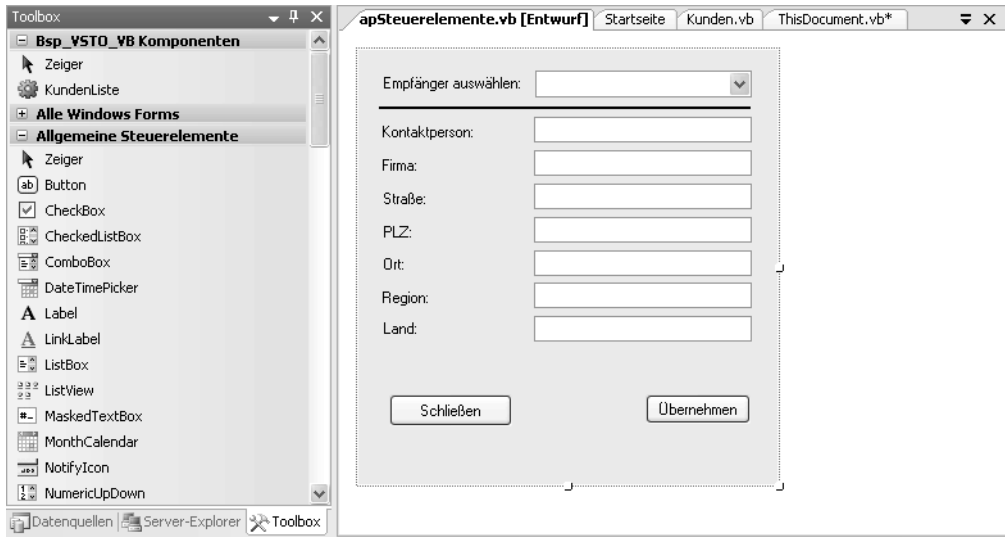 Toolbox
Bsp_VSTO_VB Komponenten
Zeiger
KundenListe
Alle Windows Forms
Allgemeine Steuerelemente
Zeiger
ab Button
CheckBox
CheckedListBox
ComboBox
DateTimePicker
A Label
A LinkLabel
ListBox
ListView
#_ MaskedTextBox
MonthCalendar
NotifyIcon
NumericUpDown
Datenquellen Server-Explorer Toolbox
apSteuerelemente.vb [Entwurf] Startseite Kunden.vb ThisDocument.vb*
Empfänger auswählen:
Kontaktperson:
Firma:
Straße:
PLZ:
Ort:
Region:
Land:
Schließen Übernehmen